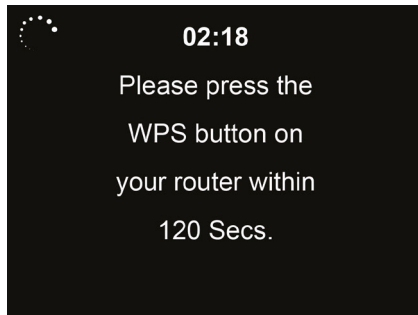 02:18
Please press the
WPS button on
your router within
120 Secs.